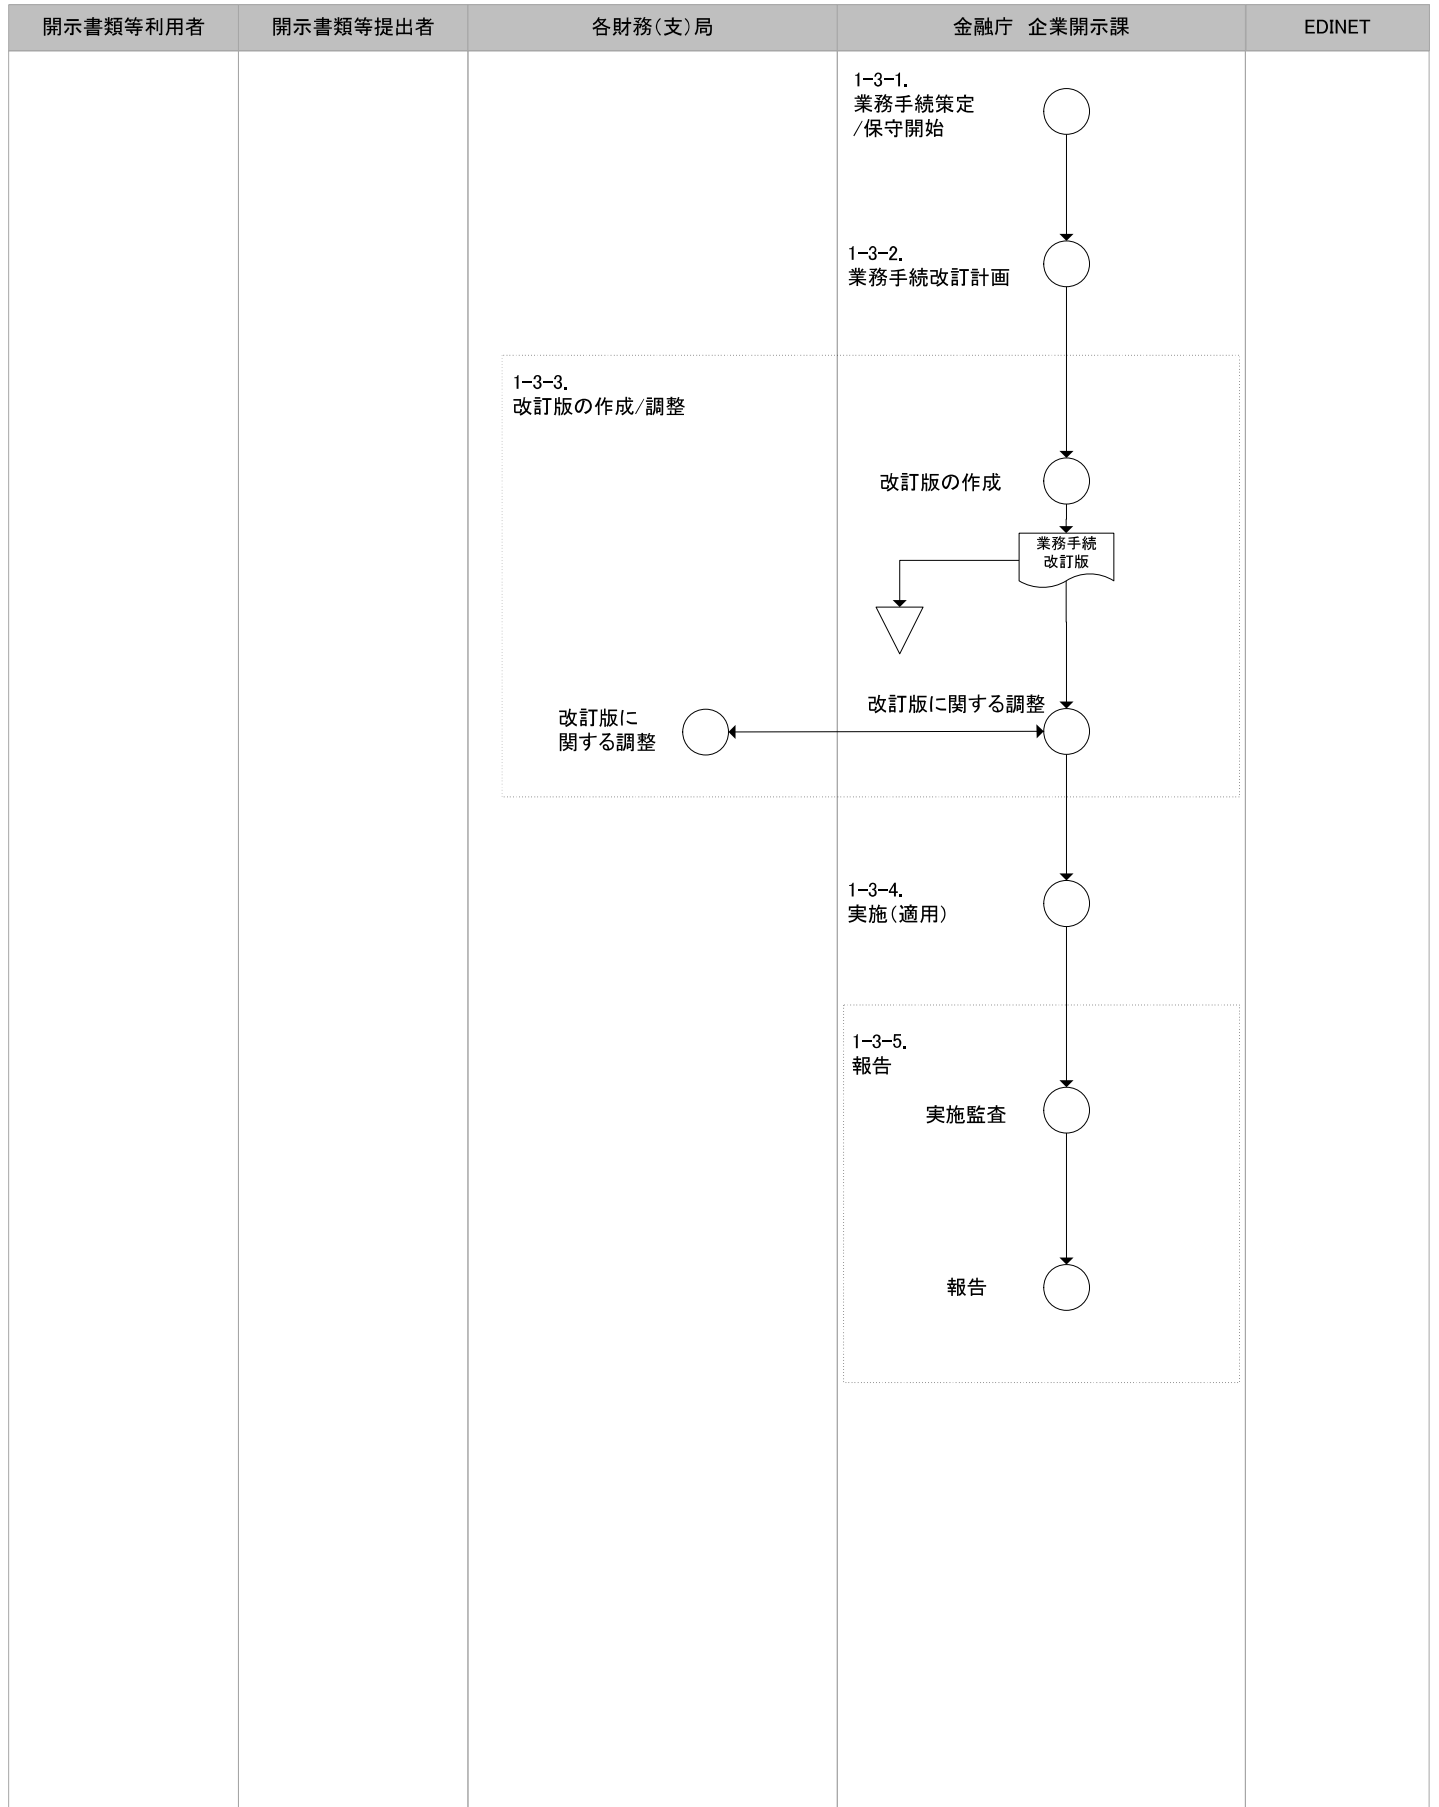 開示書類等利用者
開示書類等提出者
各財務(支)局
金融庁　企業開示課
EDINET
1-3-1.
業務手続策定
/保守開始
1-3-2.
業務手続改訂計画
1-3-3.
改訂版の作成/調整
改訂版の作成
業務手続
改訂版
改訂版に関する調整
改訂版に
関する調整
1-3-4.
実施(適用)
1-3-5.
報告
実施監査
報告